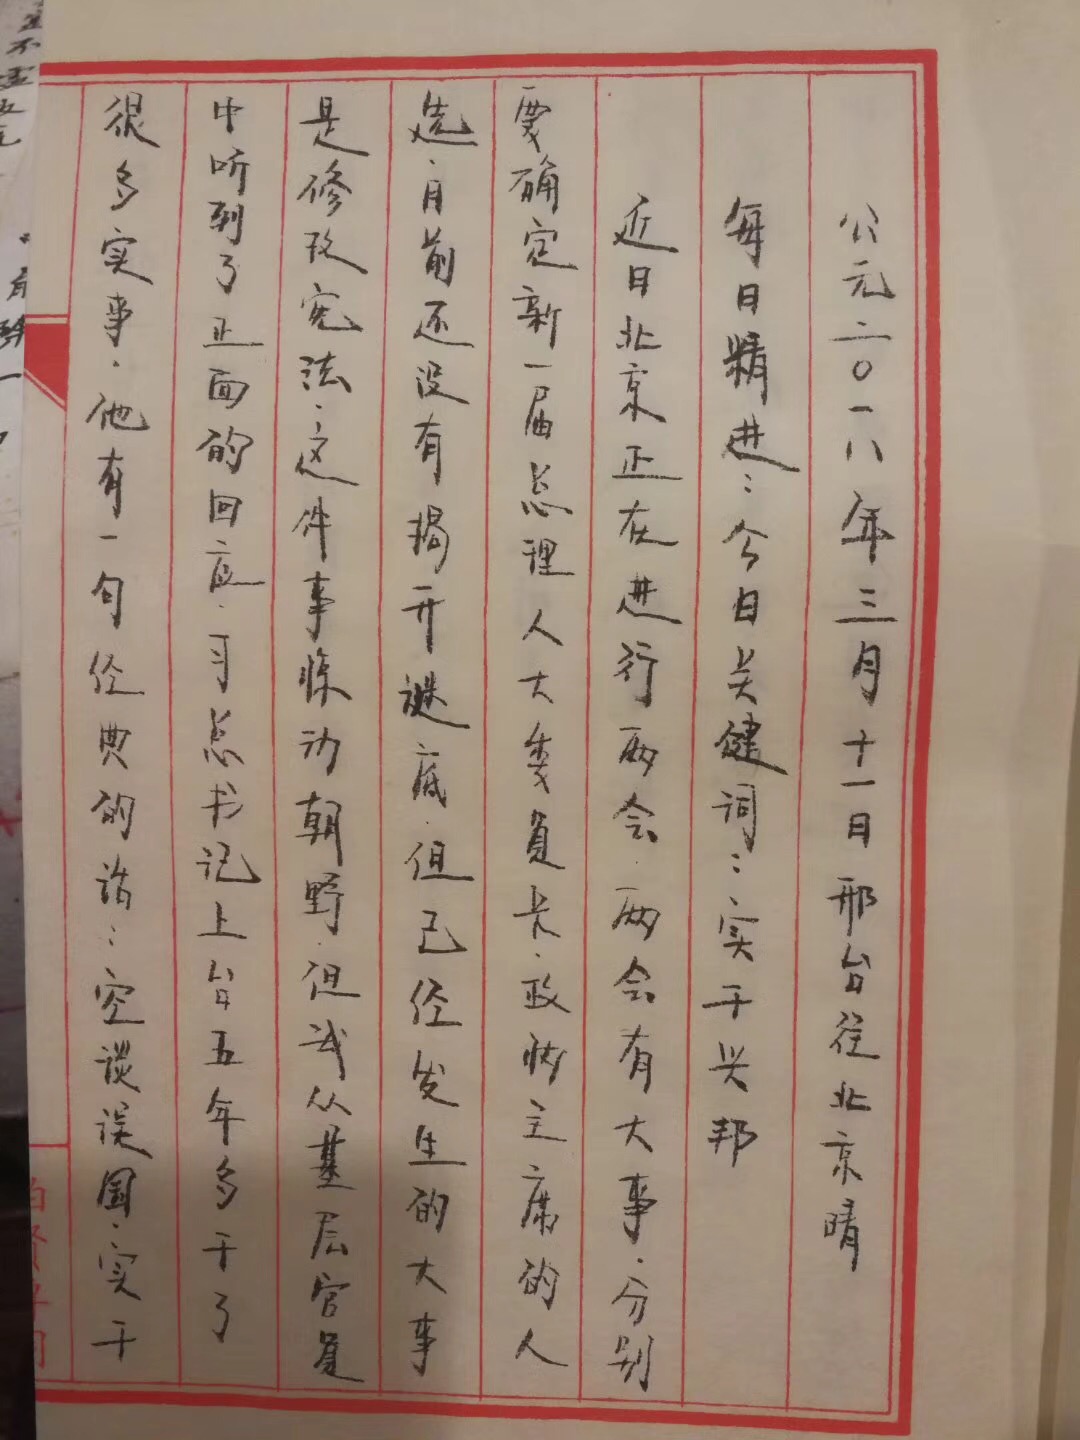 公元二〇一八年三月十一日邢台往北京晴
每日精进：今日关健词：实干兴邦
近日北京正在进行两会.两会有大事.分别
要确定新一届总理人大委員长.政协主席的人
选.目前还没有揭开谜底.但已经发生的大事
是修改宪法.这件事惊动朝野.但我从基层官員
中听到了正面的回应.习总书记上台五年多干了
很多实事.他有一句经典的话：空谈误国.实干